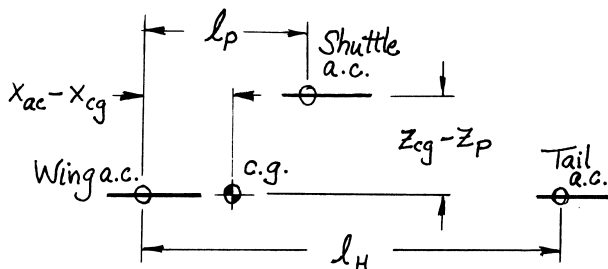 l_P
Shuttle
a.c.
x_ac - x_cg
z_cg - z_p
Wing a.c.
c.g.
Tail
a.c.
l_H